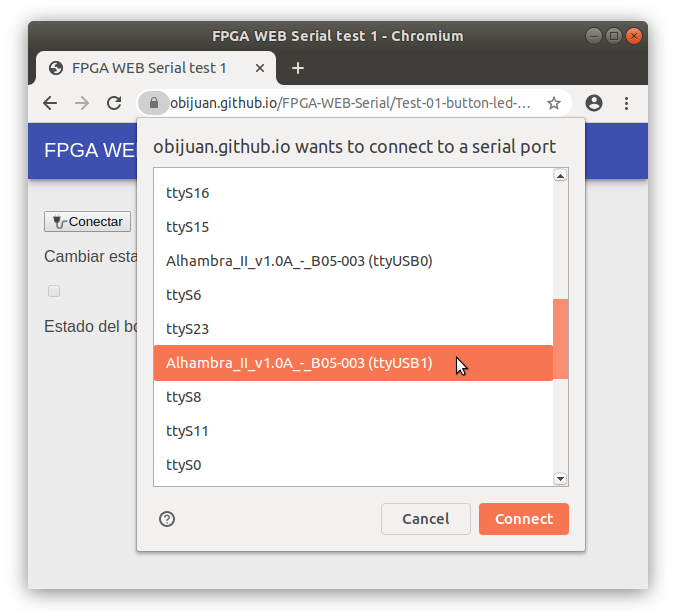 FPGA WEB Serial test 1 - Chromium
FPGA WEB Serial test 1
obijuan.github.io/FPGA-WEB-Serial/Test-01-button-led-...
obijuan.github.io wants to connect to a serial port
FPGA WE
ttyS16
Conectar
ttyS15
Cambiar esta
Alhambra_II_v1.0A_-_B05-003 (ttyUSB0)
ttyS6
Estado del bo
ttyS23
Alhambra_II_v1.0A_-_B05-003 (ttyUSB1)
ttyS8
ttyS11
ttyS0
Cancel
Connect